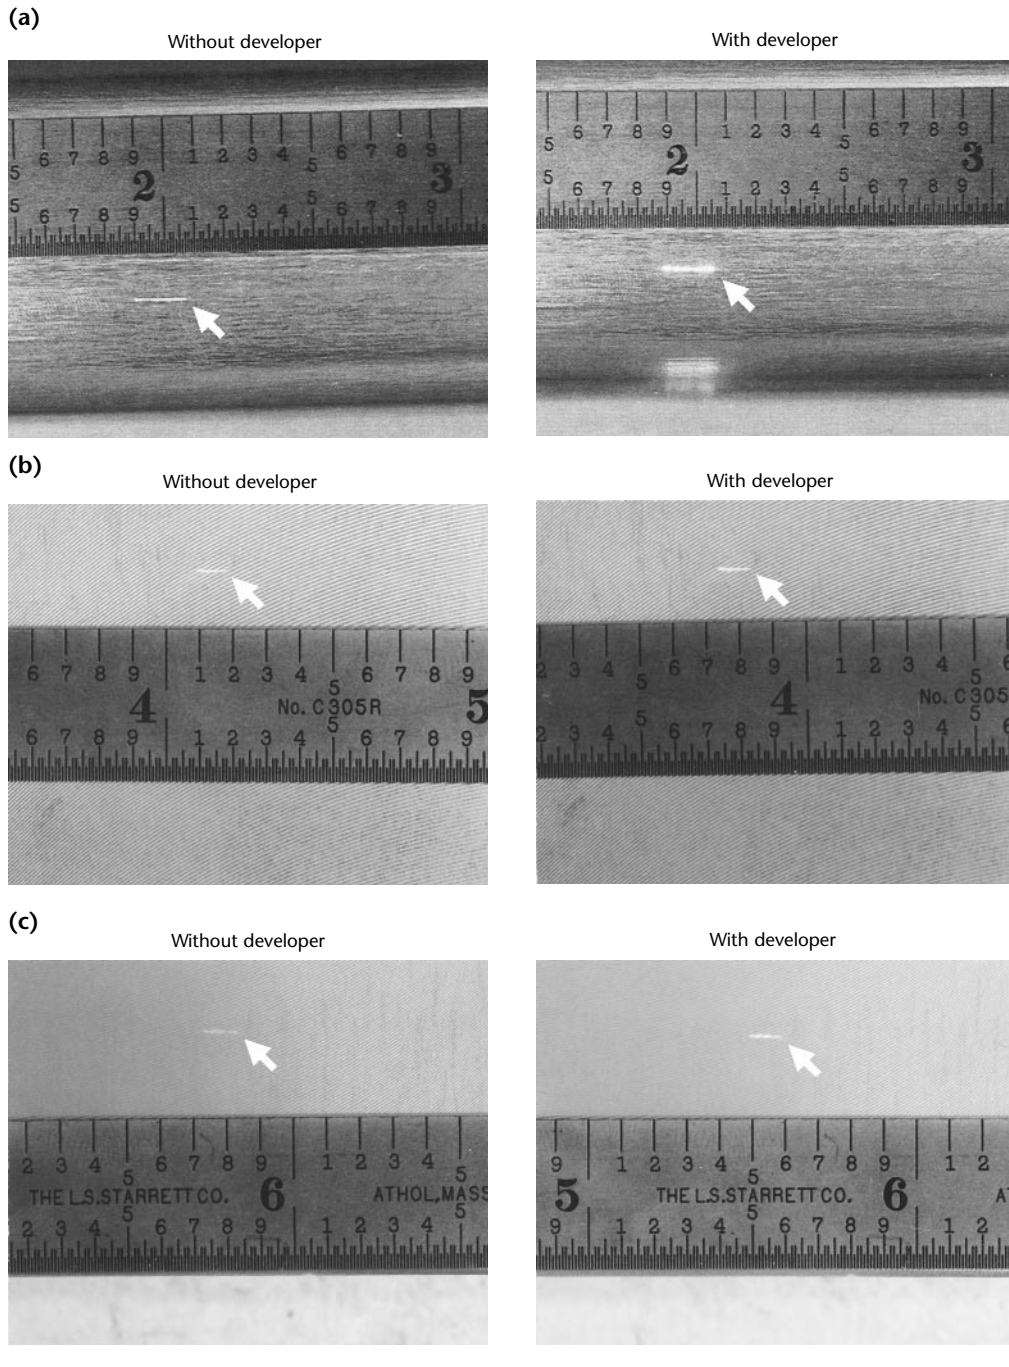 (a)
Without developer
5 6 7 8 9 1 2 3 4 5 6 7 8 9
2 3
5 6 7 8 9 1 2 3 4 5 6 7 8 9
With developer
5 6 7 8 9 1 2 3 4 5 6 7 8 9
2 3
5 6 7 8 9 1 2 3 4 5 6 7 8 9
(b)
Without developer
6 7 8 9 1 2 3 4 5 6 7 8 9
4 No. C305R 5
6 7 8 9 1 2 3 4 5 6 7 8 9
With developer
2 3 4 5 6 7 8 9 1 2 3 4 5 6
4 No. C305
2 3 4 5 6 7 8 9 1 2 3 4 5 6
(c)
Without developer
2 3 4 5 6 7 8 9 1 2 3 4 5
THE L.S.STARRETT CO. 6 ATHOL,MASS
2 3 4 5 6 7 8 9 1 2 3 4 5
With developer
9 1 2 3 4 5 6 7 8 9 1 2
5 THE L.S.STARRETT CO. 6 A
9 1 2 3 4 5 6 7 8 9 1 2